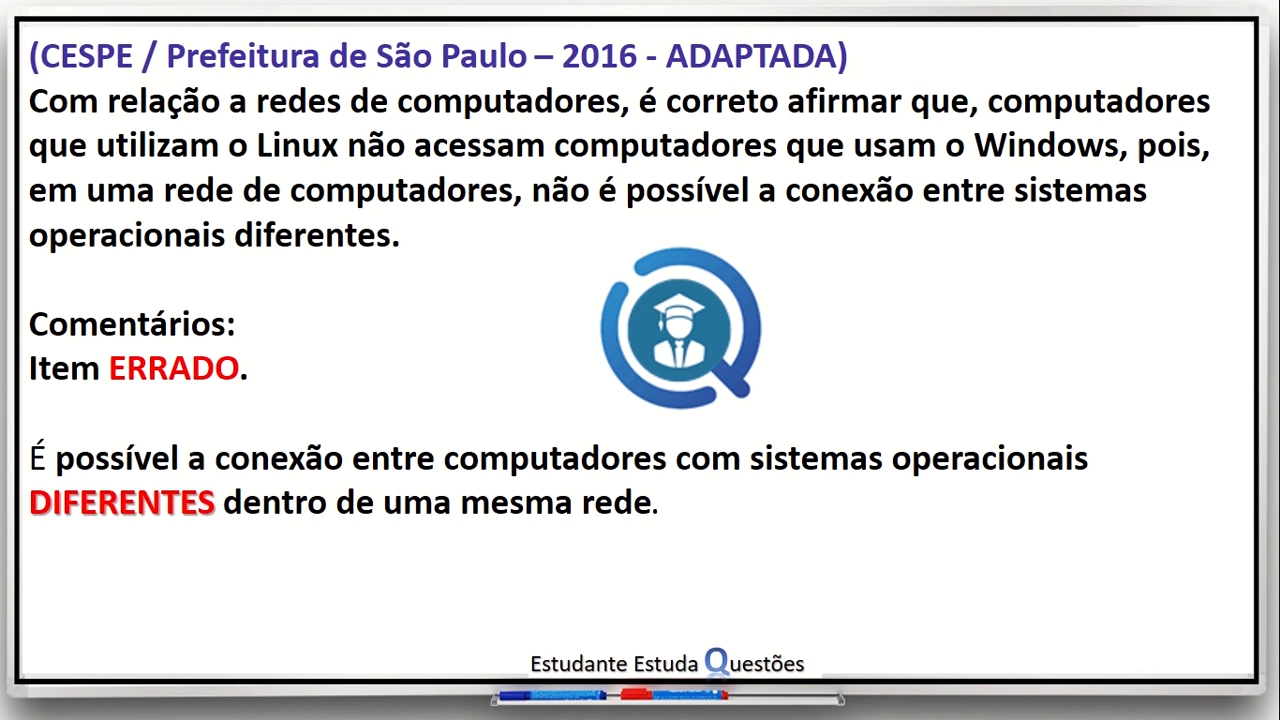 (CESPE / Prefeitura de São Paulo – 2016 - ADAPTADA)
Com relação a redes de computadores, é correto afirmar que, computadores
que utilizam o Linux não acessam computadores que usam o Windows, pois,
em uma rede de computadores, não é possível a conexão entre sistemas
operacionais diferentes.
Comentários:
Item ERRADO.
É possível a conexão entre computadores com sistemas operacionais
DIFERENTES dentro de uma mesma rede.
Estudante Estuda Questões